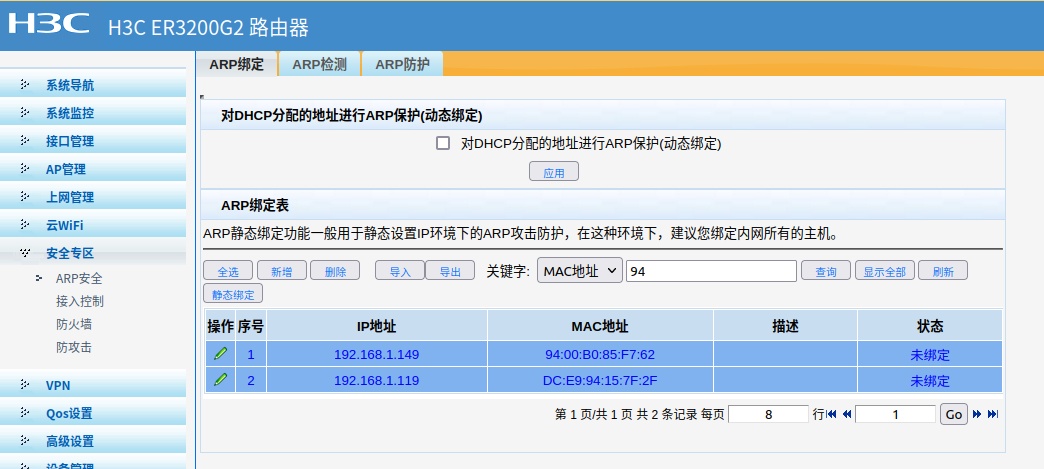 H3C H3C ER3200G2 路由器
ARP绑定 ARP检测 ARP防护
系统导航
系统监控
接口管理
AP管理
上网管理
云WiFi
安全专区
ARP安全
接入控制
防火墙
防攻击
VPN
Qos设置
高级设置
设备管理
对DHCP分配的地址进行ARP保护(动态绑定)
对DHCP分配的地址进行ARP保护(动态绑定)
应用
ARP绑定表
ARP静态绑定功能一般用于静态设置IP环境下的ARP攻击防护，在这种环境下，建议您绑定内网所有的主机。
全选 新增 删除 导入 导出 关键字: MAC地址 94 查询 显示全部 刷新
静态绑定
操作 序号 IP地址 MAC地址 描述 状态
1 192.168.1.149 94:00:B0:85:F7:62 未绑定
2 192.168.1.119 DC:E9:94:15:7F:2F 未绑定
第 1 页/共 1 页 共 2 条记录 每页 8 行 1 Go